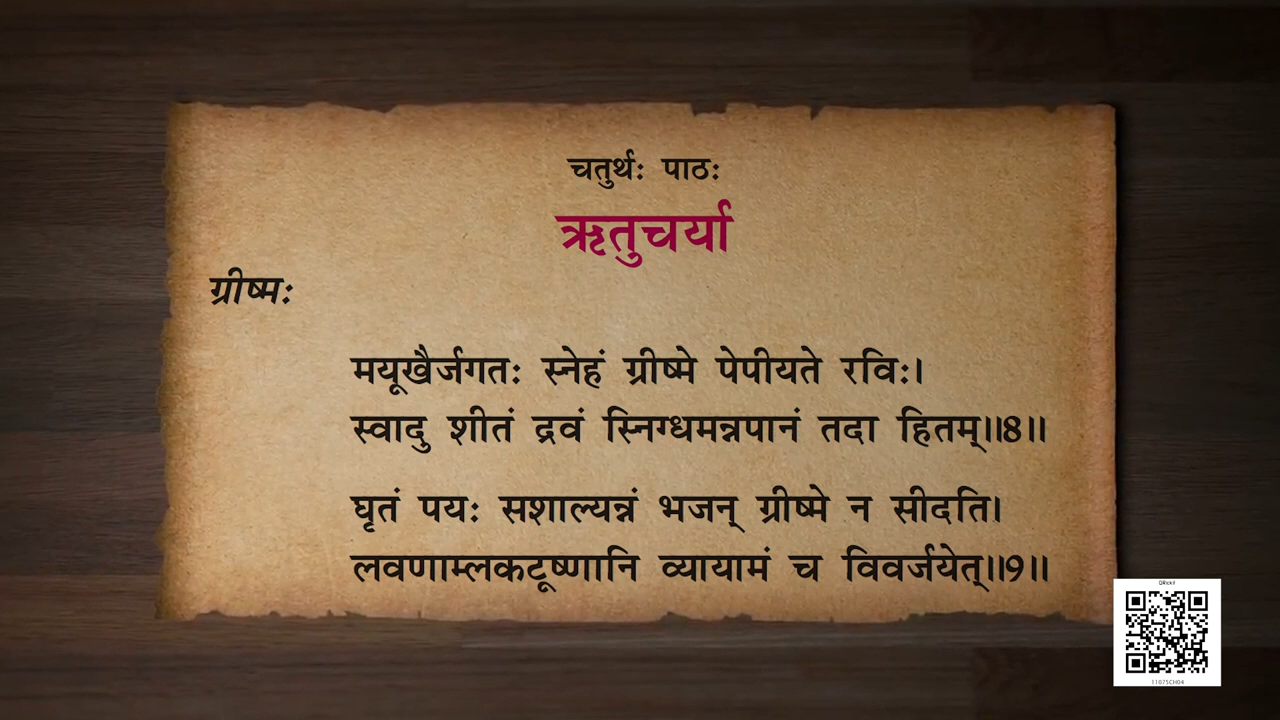 चतुर्थः पाठः
ऋतुचर्या
ग्रीष्मः
मयूखैर्जगतः स्नेहं ग्रीष्मे पेपीयते रविः।
स्वादु शीतं द्रवं स्निग्धमन्नपानं तदा हितम्॥8॥
घृतं पयः सशाल्यन्नं भजन् ग्रीष्मे न सीदति।
लवणाम्लकटूष्णानि व्यायामं च विवर्जयेत्॥9॥
11075CH04